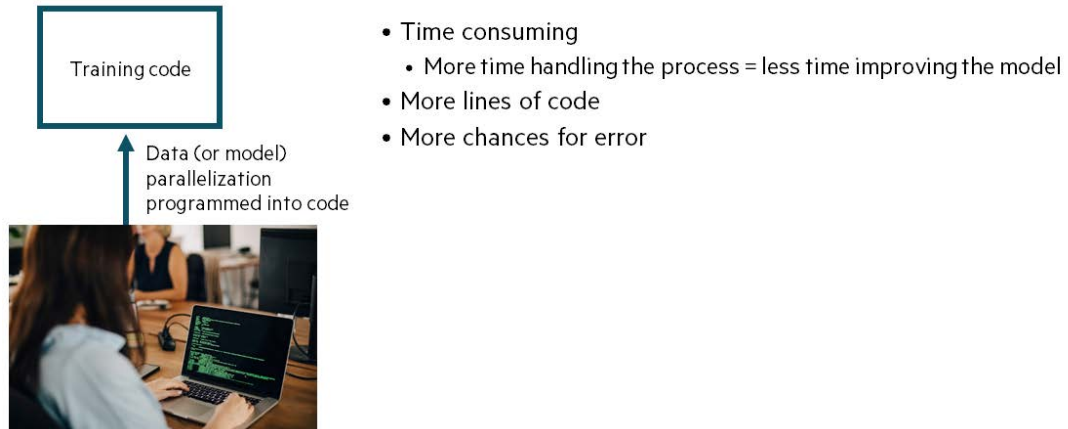 Training code
Data (or model)
parallelization
programmed into code
• Time consuming
• More time handling the process = less time improving the model
• More lines of code
• More chances for error